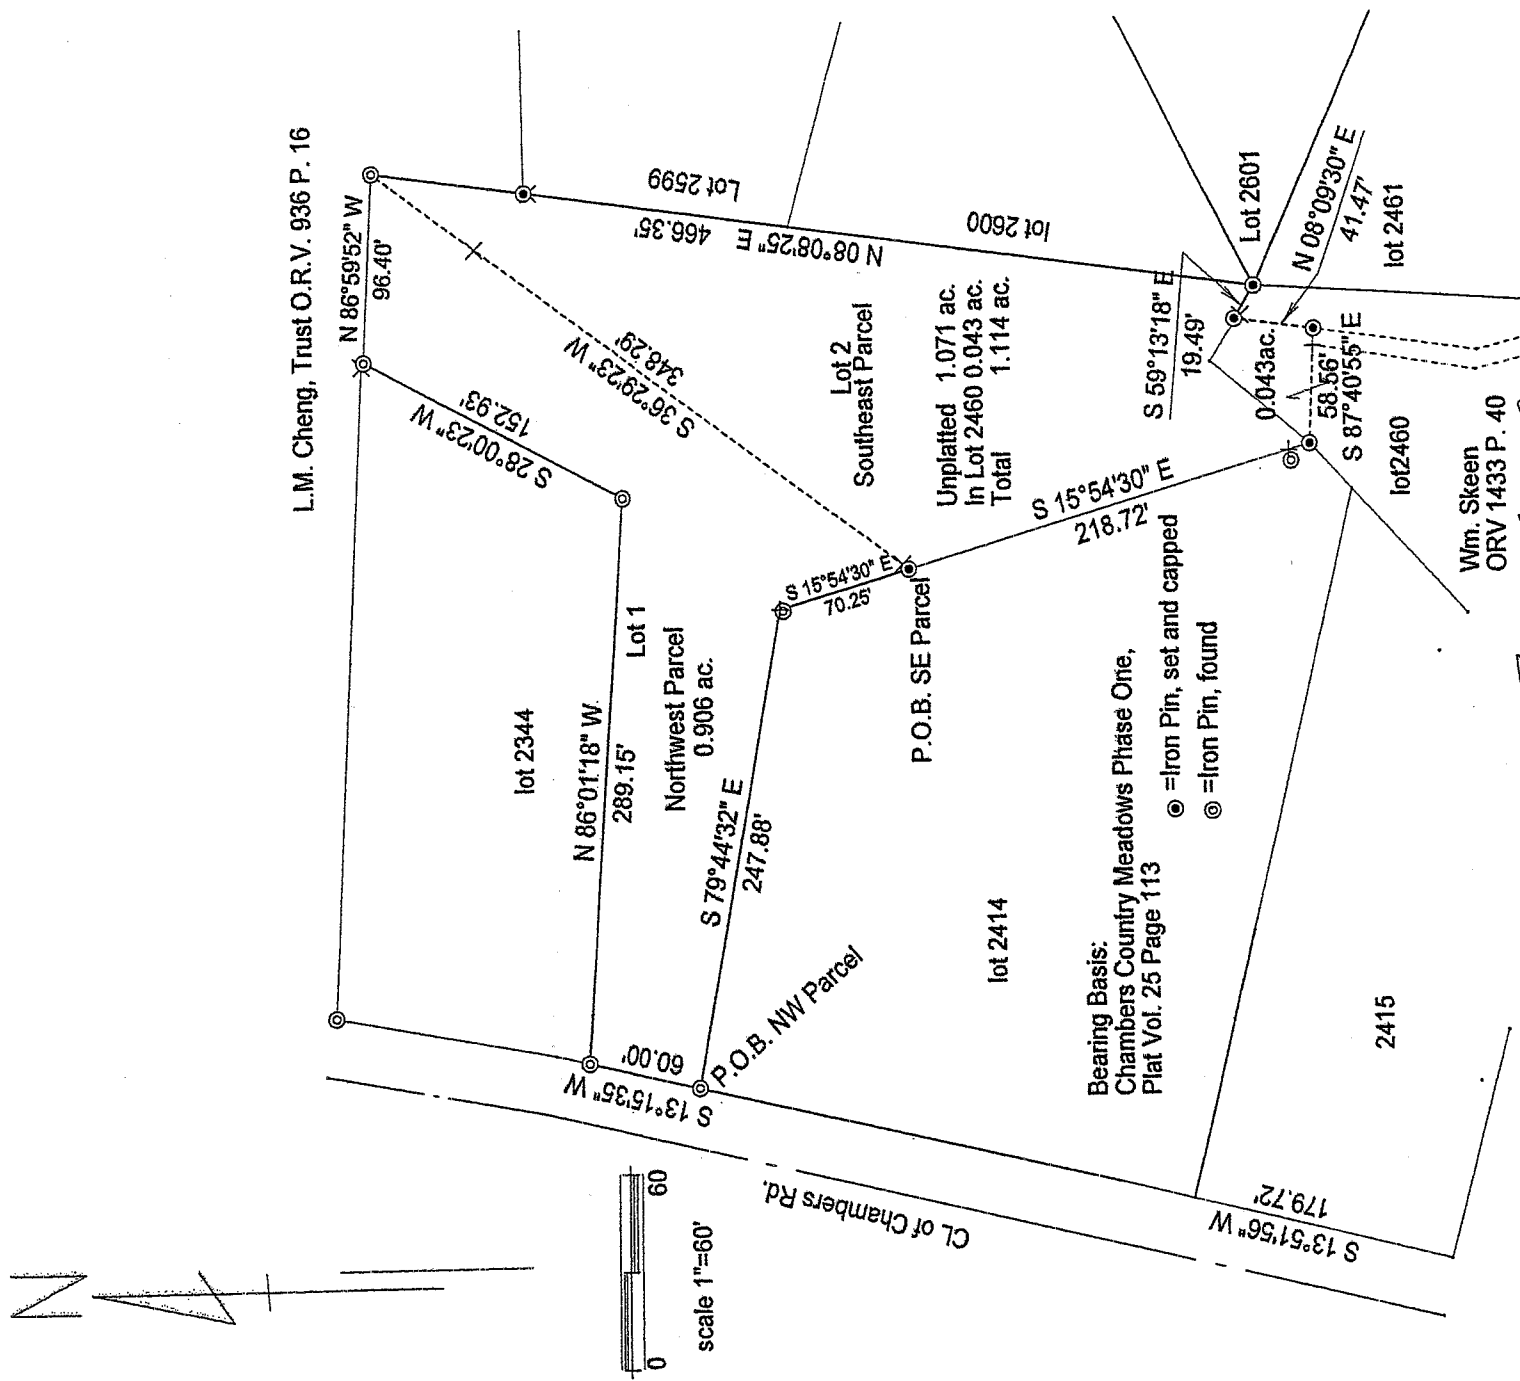 N
L.M. Cheng, Trust O.R.V. 936 P. 16
N 86°59'52" W
96.40'
S 28°00'23" W
152.93'
Lot 2599
466.35'
N 08°08'25" E
lot 2600
S 36°29'23" W
348.29'
lot 2344
N 86°01'18" W
289.15'
Lot 1
Northwest Parcel
0.906 ac.
S 79°44'32" E
247.88'
S 15°54'30" E
70.25'
P.O.B. SE Parcel
Lot 2
Southeast Parcel
Unplatted 1.071 ac.
In Lot 2460 0.043 ac.
Total 1.114 ac.
S 15°54'30" E
218.72'
S 59°13'18" E
19.49'
Lot 2601
N 08°09'30" E
41.47'
lot 2461
0.043ac.
58.56'
S 87°40'55" E
lot2460
Wm. Skeen
ORV 1433 P. 40
60.00'
S 13°15'35" W
P.O.B. NW Parcel
lot 2414
Bearing Basis:
Chambers Country Meadows Phase One,
Plat Vol. 25 Page 113
=Iron Pin, set and capped
=Iron Pin, found
2415
179.72'
S 13°51'56" W
CL of Chambers Rd.
0 60
scale 1"=60'